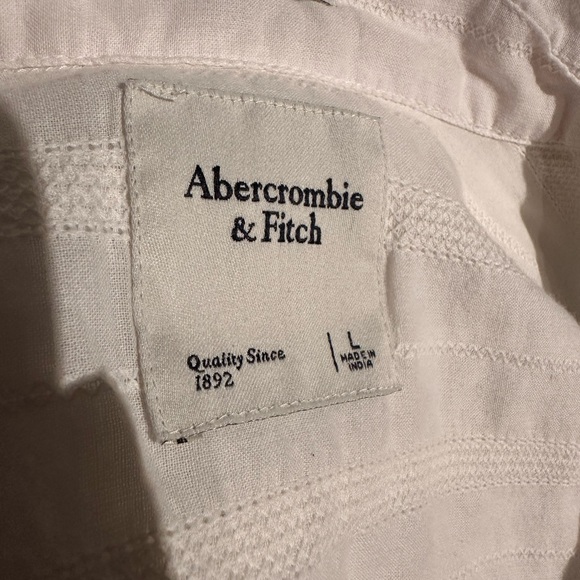 Abercrombie
& Fitch
Quality Since
1892
L
MADE IN
INDIA